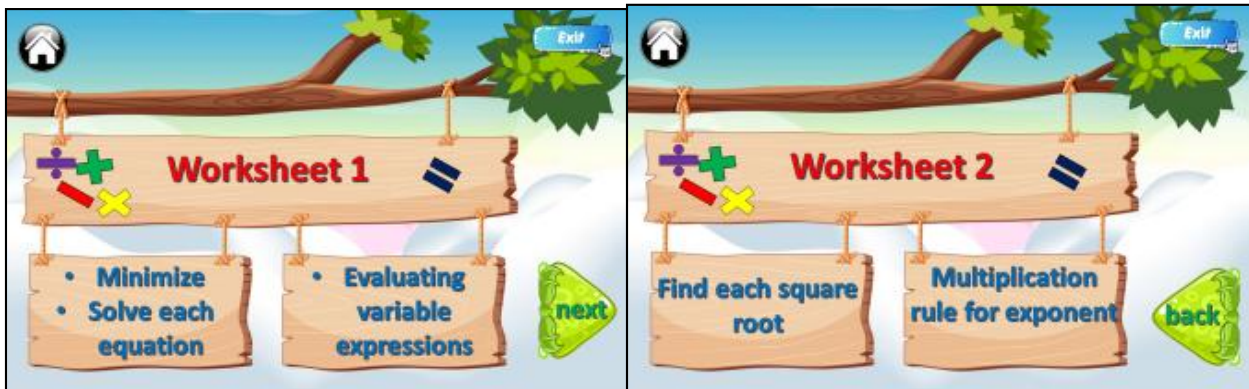 Exit
Worksheet 1
• Minimize
• Solve each
equation
• Evaluating
variable
expressions
next
Exit
Worksheet 2
Find each square
root
Multiplication
rule for exponent
back